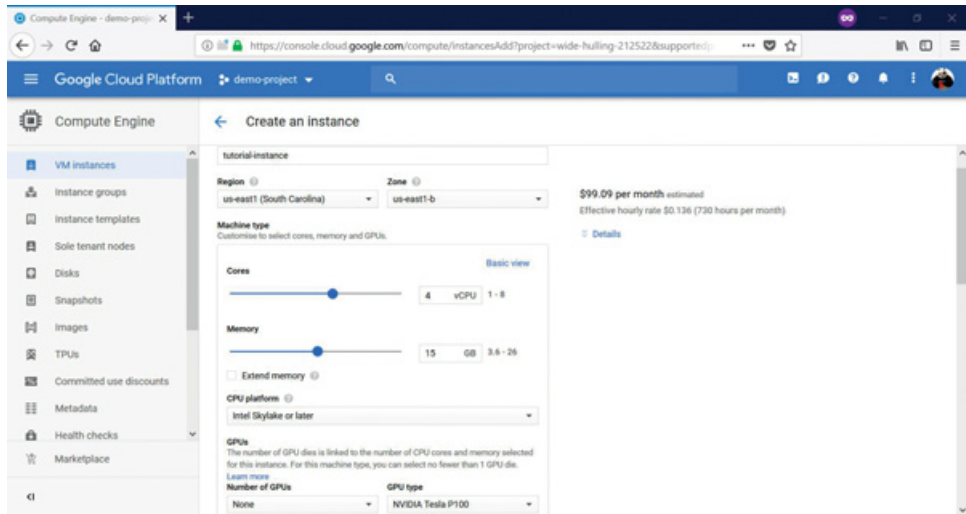 Compute Engine - demo-proje
https://console.cloud.google.com/compute/instancesAdd?project=wide-hulling-212522&supportedp
Google Cloud Platform
demo-project
Compute Engine
Create an instance
VM instances
Instance groups
Instance templates
Sole tenant nodes
Disks
Snapshots
Images
TPUs
Committed use discounts
Metadata
Health checks
Marketplace
tutorial-instance
Region
Zone
us-east1 (South Carolina)
us-east1-b
Machine type
Customise to select cores, memory and GPUs.
Basic view
Cores
4 vCPU 1 - 8
Memory
15 GB 3.6 - 26
Extend memory
CPU platform
Intel Skylake or later
GPUs
The number of GPU dies is linked to the number of CPU cores and memory selected
for this instance. For this machine type, you can select no fewer than 1 GPU die.
Learn more
Number of GPUs
GPU type
None
NVIDIA Tesla P100
$99.09 per month estimated
Effective hourly rate $0.136 (730 hours per month)
Details